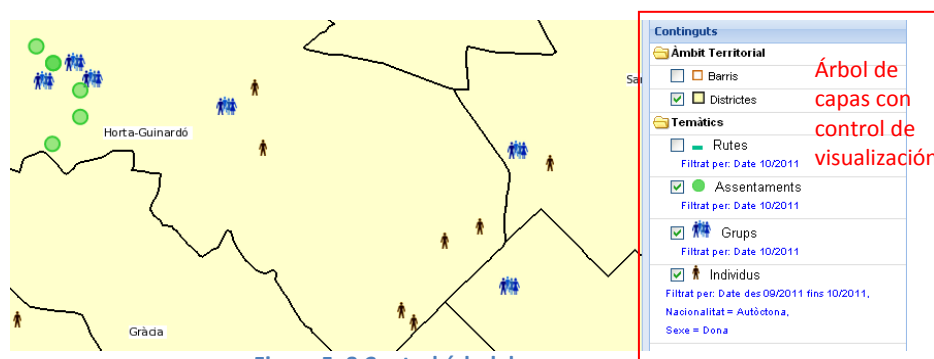 Horta-Guinardó
Gràcia
Continguts
Àmbit Territorial
Barris
Districtes
Temàtics
Rutes
Filtrat per: Date 10/2011
Assentaments
Filtrat per: Date 10/2011
Grups
Filtrat per: Date 10/2011
Individus
Filtrat per: Date des 09/2011 fins 10/2011,
Nacionalitat = Autòctona,
Sexe = Dona
Árbol de
capas con
control de
visualización